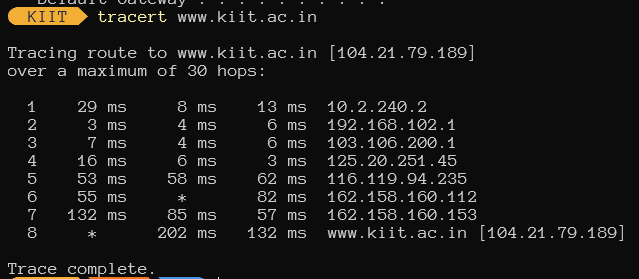 Default Gateway . . . . . . . . . :
KIIT tracert www.kiit.ac.in
Tracing route to www.kiit.ac.in [104.21.79.189]
over a maximum of 30 hops:
1 29 ms 8 ms 13 ms 10.2.240.2
2 3 ms 4 ms 6 ms 192.168.102.1
3 7 ms 4 ms 6 ms 103.106.200.1
4 16 ms 6 ms 3 ms 125.20.251.45
5 53 ms 58 ms 62 ms 116.119.94.235
6 55 ms * 82 ms 162.158.160.112
7 132 ms 85 ms 57 ms 162.158.160.153
8 * 202 ms 132 ms www.kiit.ac.in [104.21.79.189]
Trace complete.